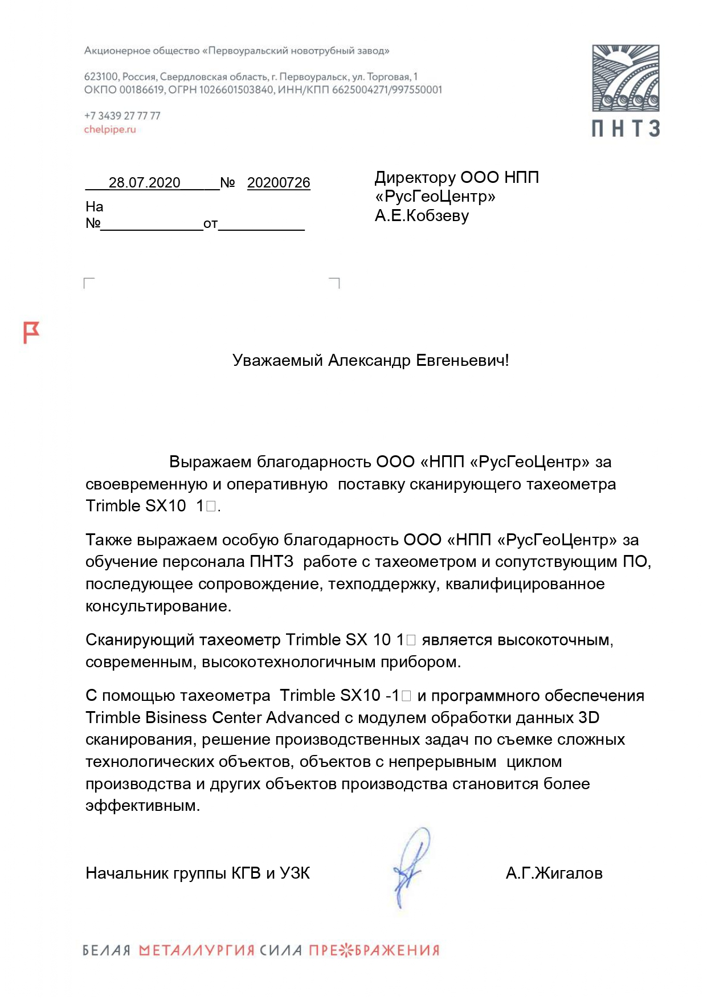 Акционерное общество «Первоуральский новотрубный завод»
623100, Россия, Свердловская область, г. Первоуральск, ул. Торговая, 1
ОКПО 00186619, ОГРН 1026601503840, ИНН/КПП 6625004271/997550001
+7 3439 27 77 77
chelpipe.ru
ПНТЗ
___28.07.2020_____№ 20200726
На
№_____________от___________
Директору ООО НПП
«РусГеоЦентр»
А.Е.Кобзеву
Уважаемый Александр Евгеньевич!
Выражаем благодарность ООО «НПП «РусГеоЦентр» за
своевременную и оперативную поставку сканирующего тахеометра
Trimble SX10 1□.
Также выражаем особую благодарность ООО «НПП «РусГеоЦентр» за
обучение персонала ПНТЗ работе с тахеометром и сопутствующим ПО,
последующее сопровождение, техподдержку, квалифицированное
консультирование.
Сканирующий тахеометр Trimble SX 10 1□ является высокоточным,
современным, высокотехнологичным прибором.
С помощью тахеометра Trimble SX10 -1□ и программного обеспечения
Trimble Bisiness Center Advanced с модулем обработки данных 3D
сканирования, решение производственных задач по съемке сложных
технологических объектов, объектов с непрерывным циклом
производства и других объектов производства становится более
эффективным.
Начальник группы КГВ и УЗК А.Г.Жигалов
БЕЛАЯ МЕТАЛЛУРГИЯ СИЛА ПРЕОБРАЖЕНИЯ